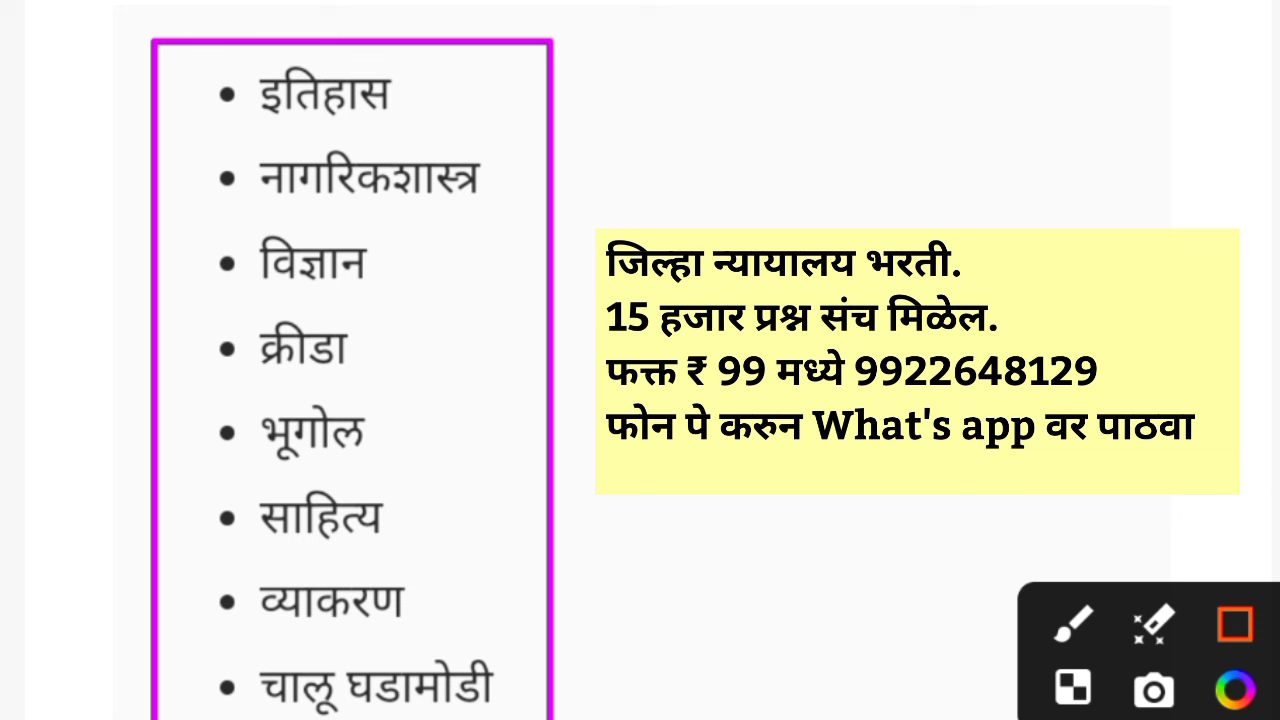 • इतिहास
• नागरिकशास्त्र
• विज्ञान
• क्रीडा
• भूगोल
• साहित्य
• व्याकरण
• चालू घडामोडी
जिल्हा न्यायालय भरती.
15 हजार प्रश्न संच मिळेल.
फक्त ₹ 99 मध्ये 9922648129
फोन पे करुन What's app वर पाठवा